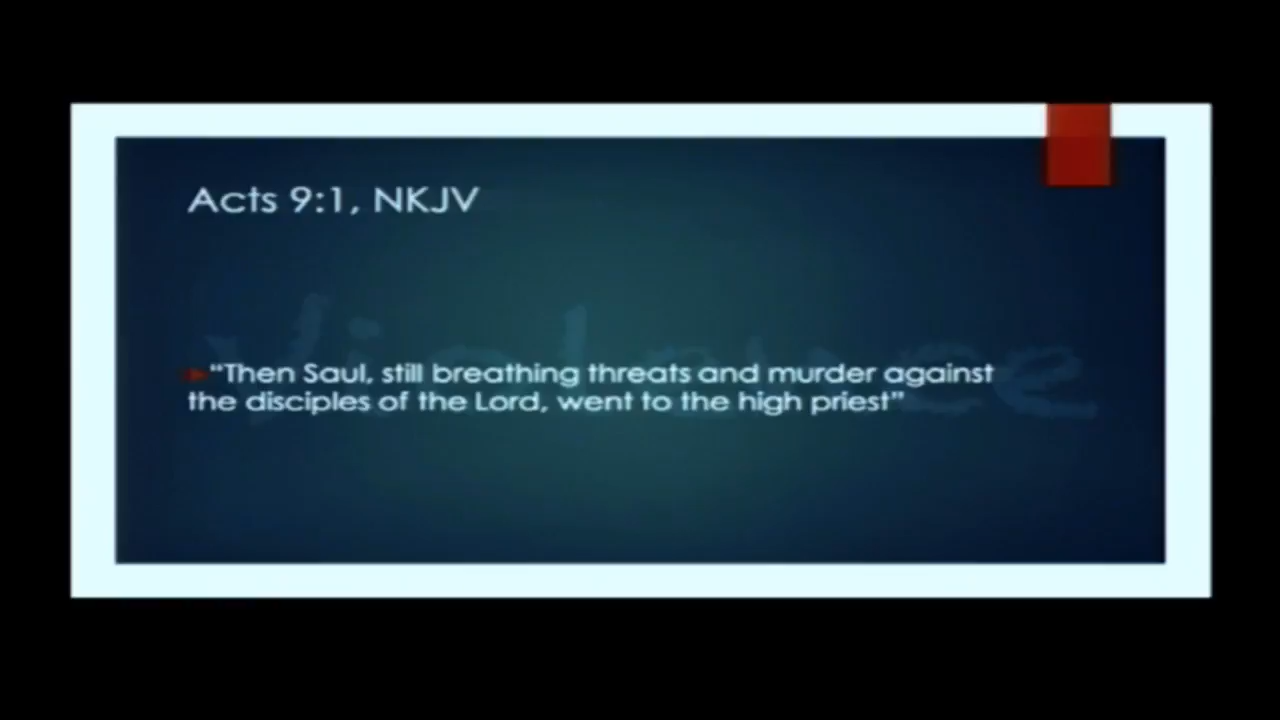 Acts 9:1, NKJV
“Then Saul, still breathing threats and murder against
the disciples of the Lord, went to the high priest”
Violence